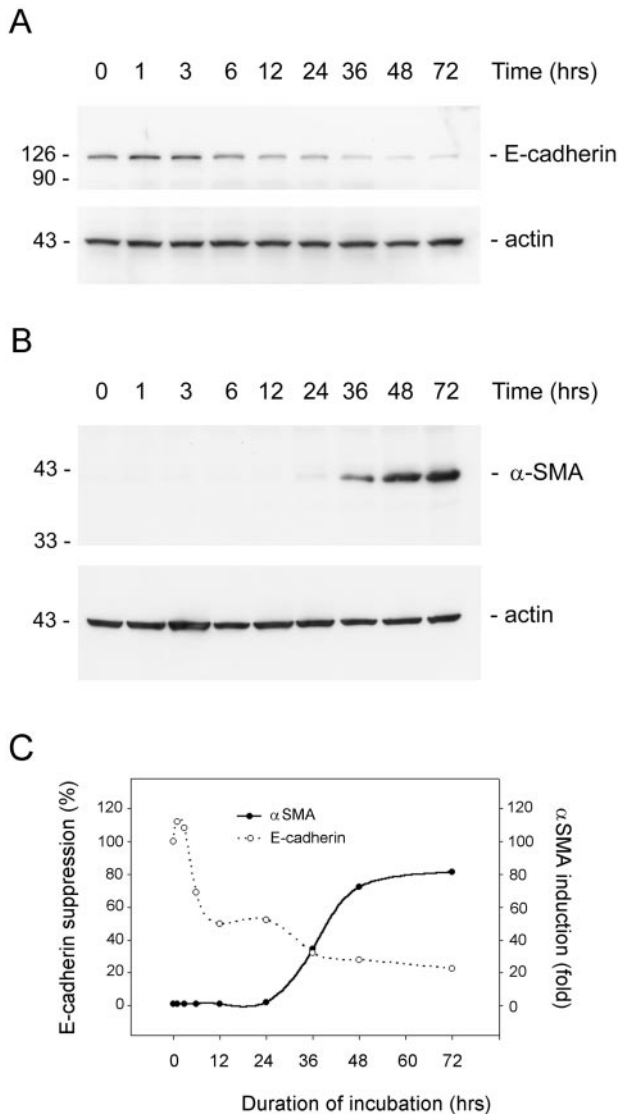 A
0 1 3 6 12 24 36 48 72 Time (hrs)
126 - - E-cadherin
90 -
43 - - actin
B
0 1 3 6 12 24 36 48 72 Time (hrs)
43 - - α-SMA
33 -
43 - - actin
C
E-cadherin suppression (%)
120 120
100 100
80 80
60 60
40 40
20 20
0 0
αSMA
E-cadherin
αSMA induction (fold)
0 12 24 36 48 60 72
Duration of incubation (hrs)